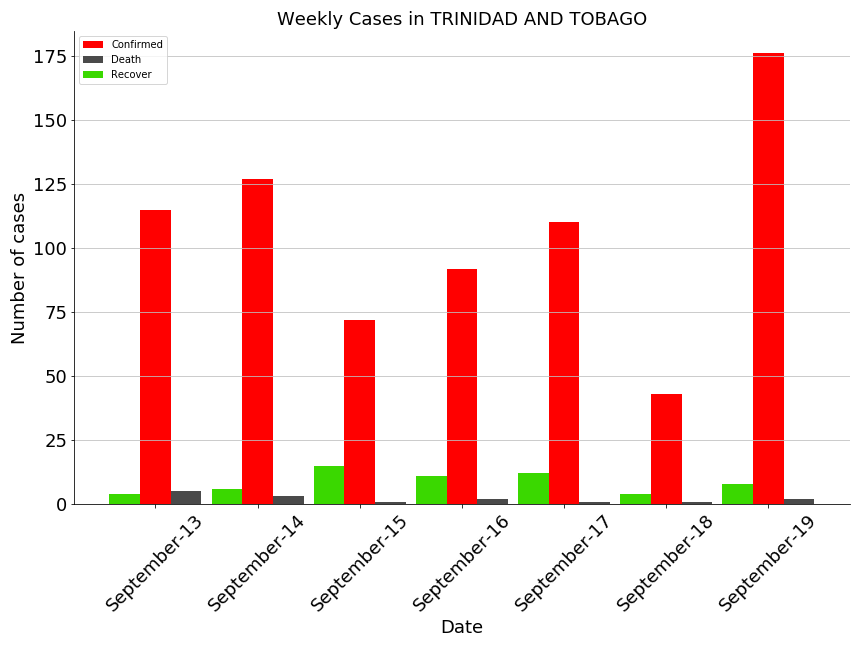 Weekly Cases in TRINIDAD AND TOBAGO
Confirmed
Death
Recover
Number of cases
175
150
125
100
75
50
25
0
September-13
September-14
September-15
September-16
September-17
September-18
September-19
Date